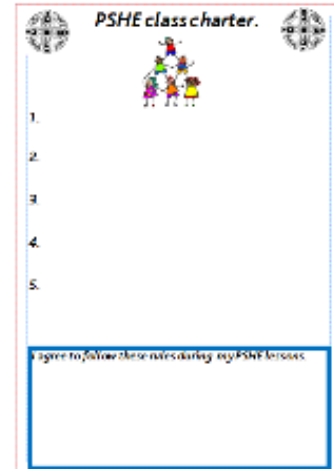 PSHE class charter.
1.
2.
3.
4.
5.
I agree to follow these rules during my PSHE lessons